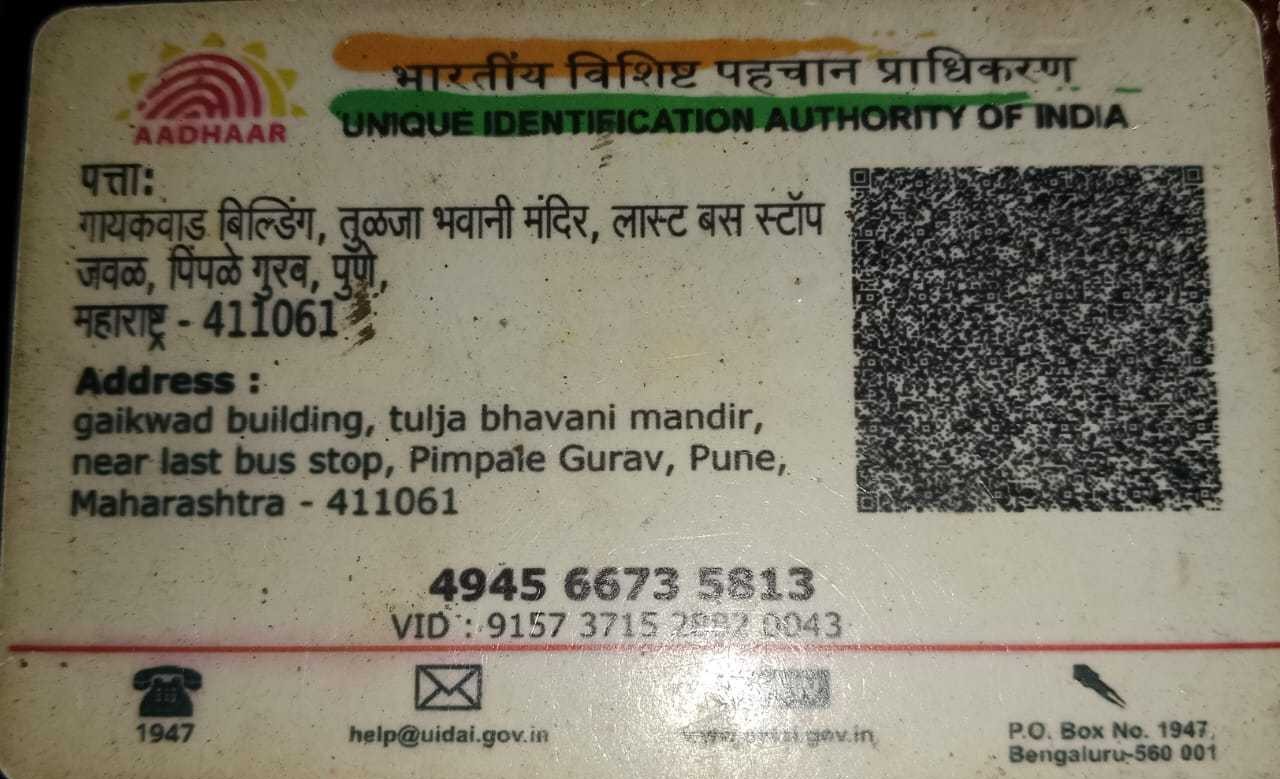 AADHAAR
भारतीय विशिष्ट पहचान प्राधिकरण
UNIQUE IDENTIFICATION AUTHORITY OF INDIA
पत्ता:
गायकवाड बिल्डिंग, तुळजा भवानी मंदिर, लास्ट बस स्टॉप
जवळ, पिंपळे गुरव, पुणे,
महाराष्ट्र - 411061
Address :
gaikwad building, tulja bhavani mandir,
near last bus stop, Pimpale Gurav, Pune,
Maharashtra - 411061
4945 6673 5813
VID : 9157 3715 0043
1947
help@uidai.gov.in
P.O. Box No. 1947,
Bengaluru-560 001